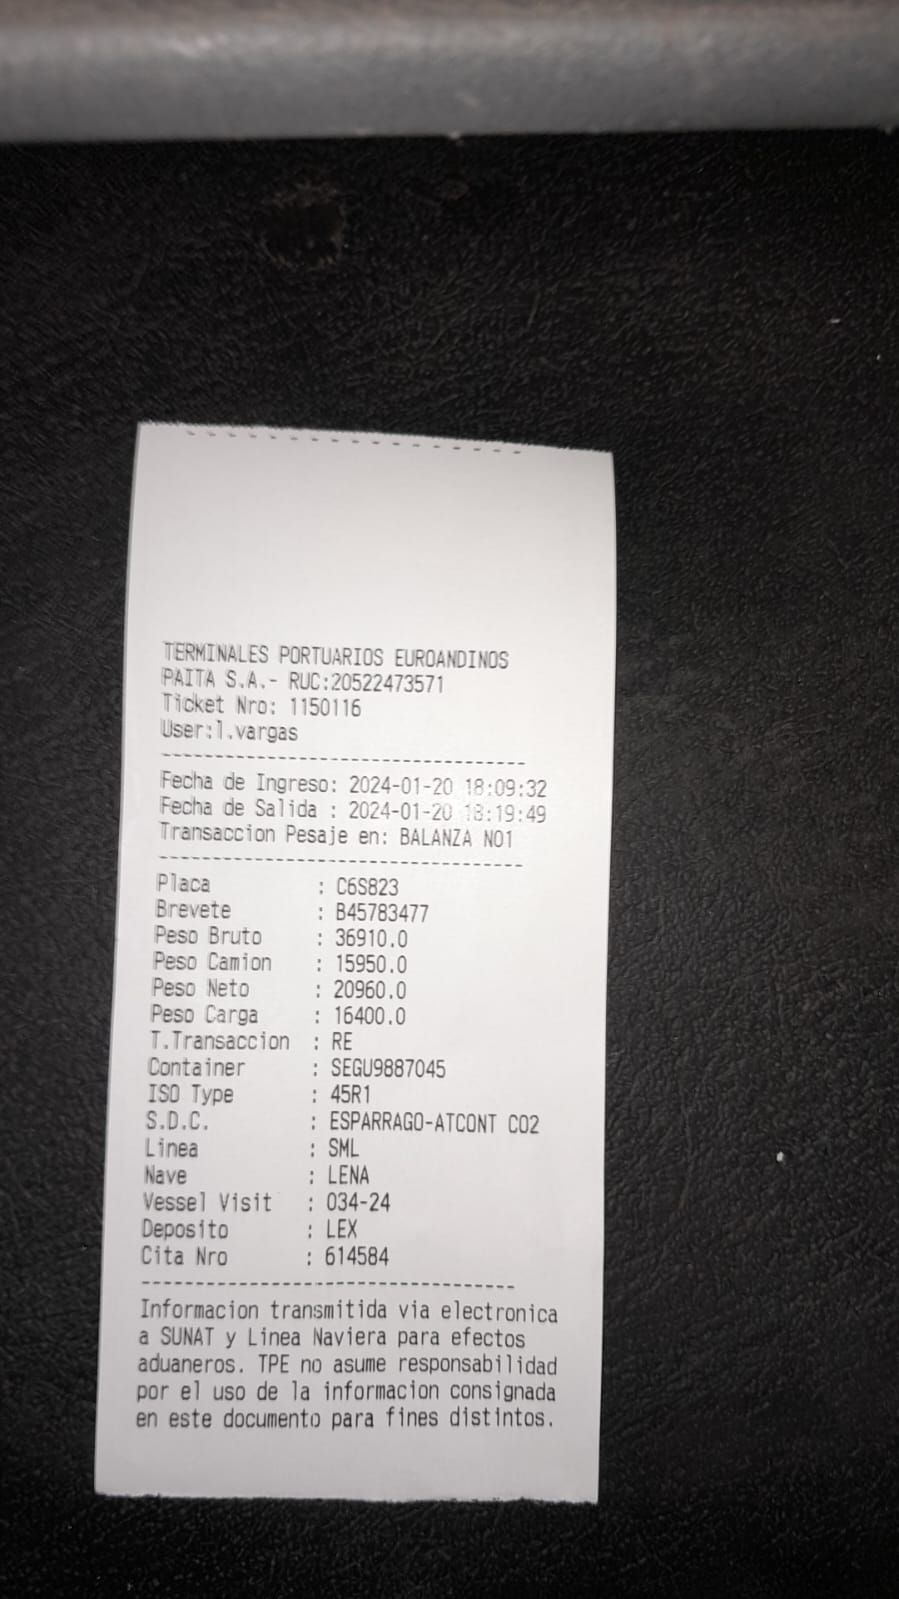 TERMINALES PORTUARIOS EUROANDINOS
PAITA S.A.- RUC:20522473571
Ticket Nro: 1150116
User:l.vargas
---------------------------------
Fecha de Ingreso: 2024-01-20 18:09:32
Fecha de Salida : 2024-01-20 18:19:49
Transaccion Pesaje en: BALANZA NO1
---------------------------------
Placa : C6S823
Brevete : B45783477
Peso Bruto : 36910.0
Peso Camion : 15950.0
Peso Neto : 20960.0
Peso Carga : 16400.0
T.Transaccion : RE
Container : SEGU9887045
ISO Type : 45R1
S.D.C. : ESPARRAGO-ATCONT CO2
Linea : SML
Nave : LENA
Vessel Visit : 034-24
Deposito : LEX
Cita Nro : 614584
---------------------------------
Informacion transmitida via electronica
a SUNAT y Linea Naviera para efectos
aduaneros. TPE no asume responsabilidad
por el uso de la informacion consignada
en este documento para fines distintos.